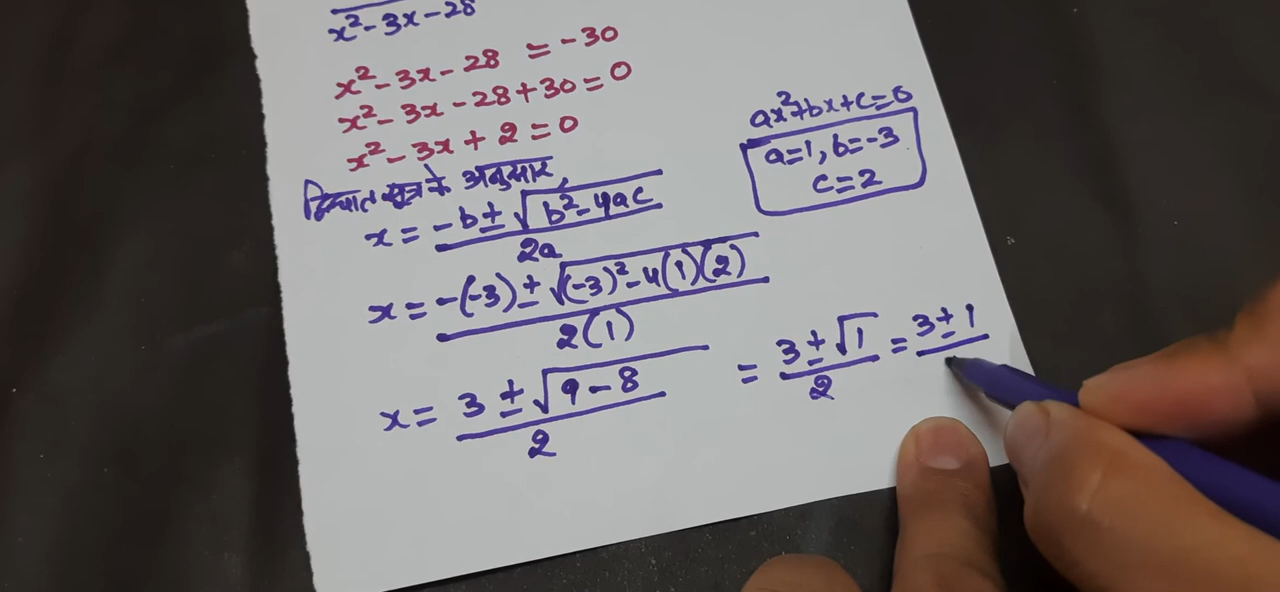 x² - 3x - 28
x² - 3x - 28 = -30
x² - 3x - 28 + 30 = 0
x² - 3x + 2 = 0
ax² + bx + c = 0
a = 1, b = -3
c = 2
सूत्र के अनुसार,
x = (-b ± √(b² - 4ac)) / 2a
x = (-(-3) ± √((-3)² - 4(1)(2))) / 2(1)
x = (3 ± √(9 - 8)) / 2 = (3 ± √1) / 2 = 3 ± 1